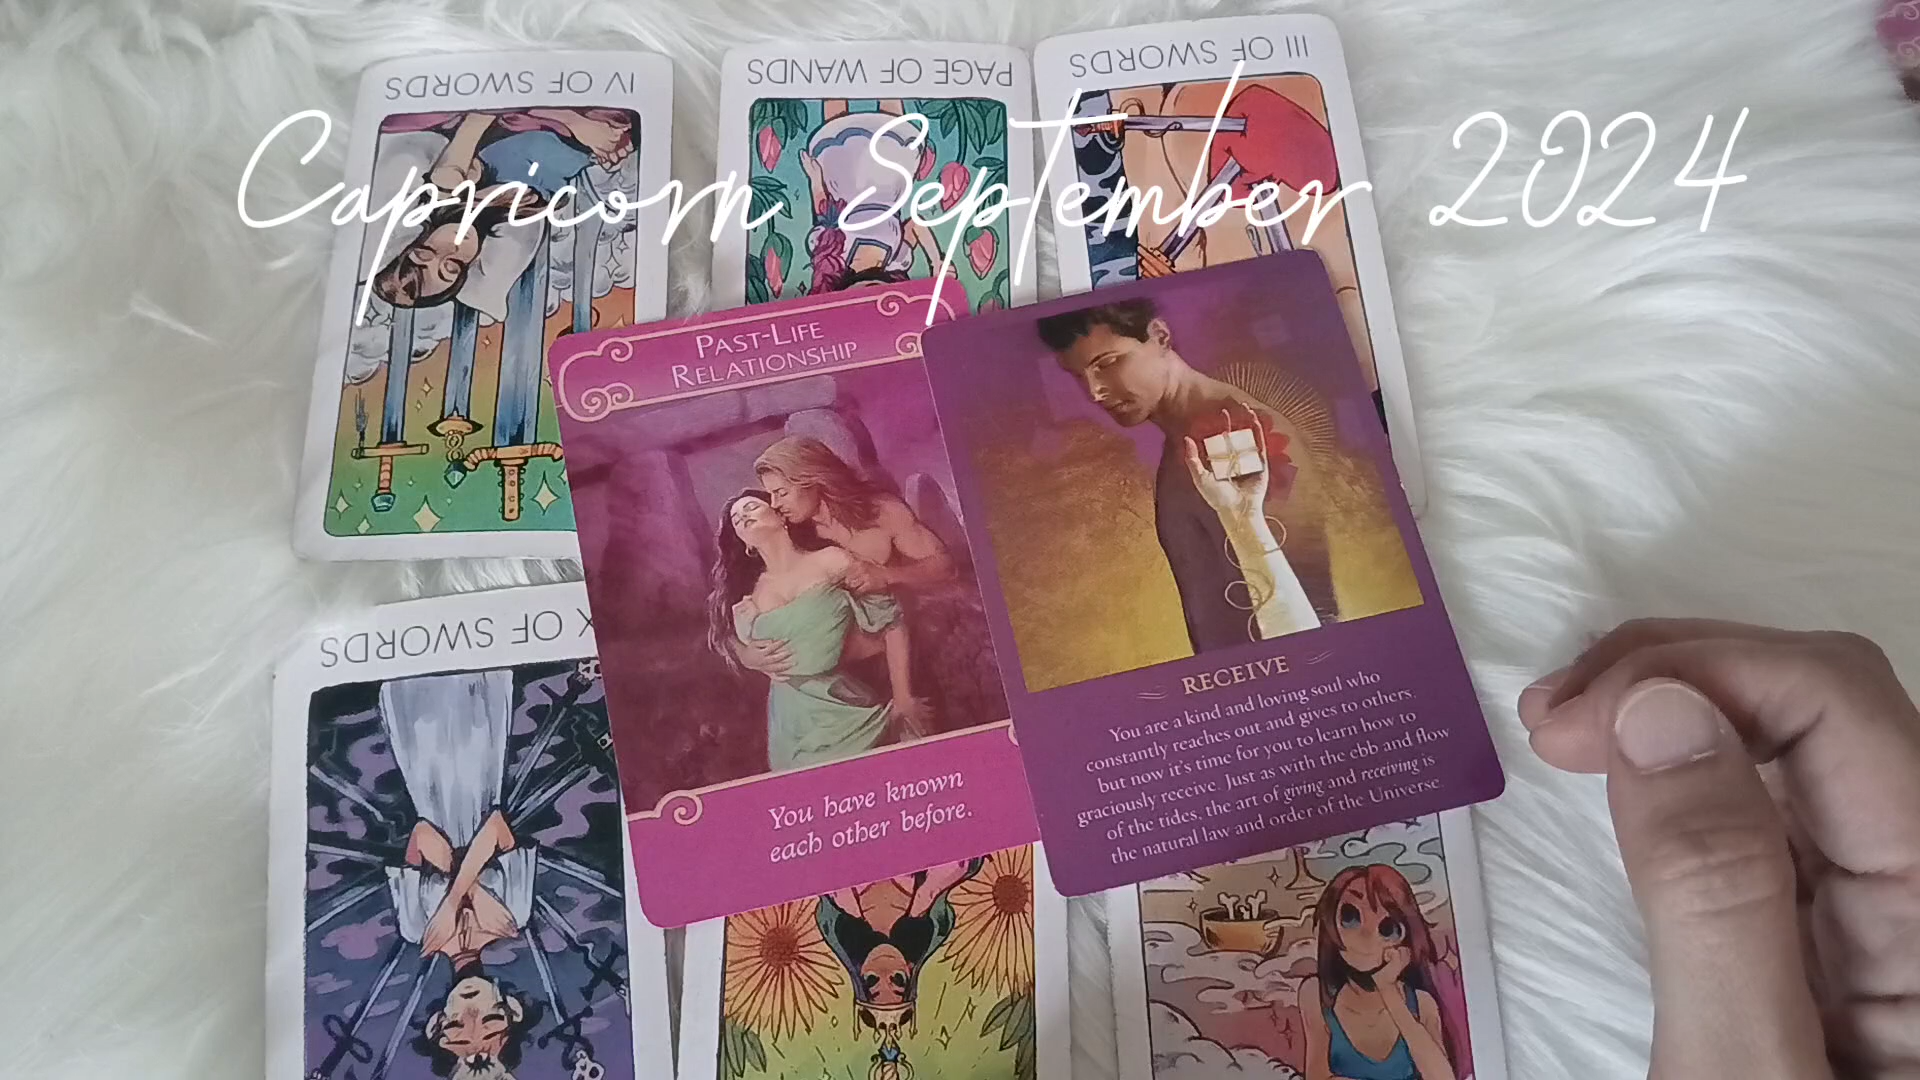 IV OF SWORDS
PAGE OF WANDS
III OF SWORDS
Capricorn September 2024
PAST-LIFE
RELATIONSHIP
You have known
each other before.
RECEIVE
You are a kind and loving soul who
constantly reaches out and gives to others,
but now it's time for you to learn how to
graciously receive. Just as with the ebb and flow
of the tides, the art of giving and receiving is
the natural law and order of the Universe.
X OF SWORDS